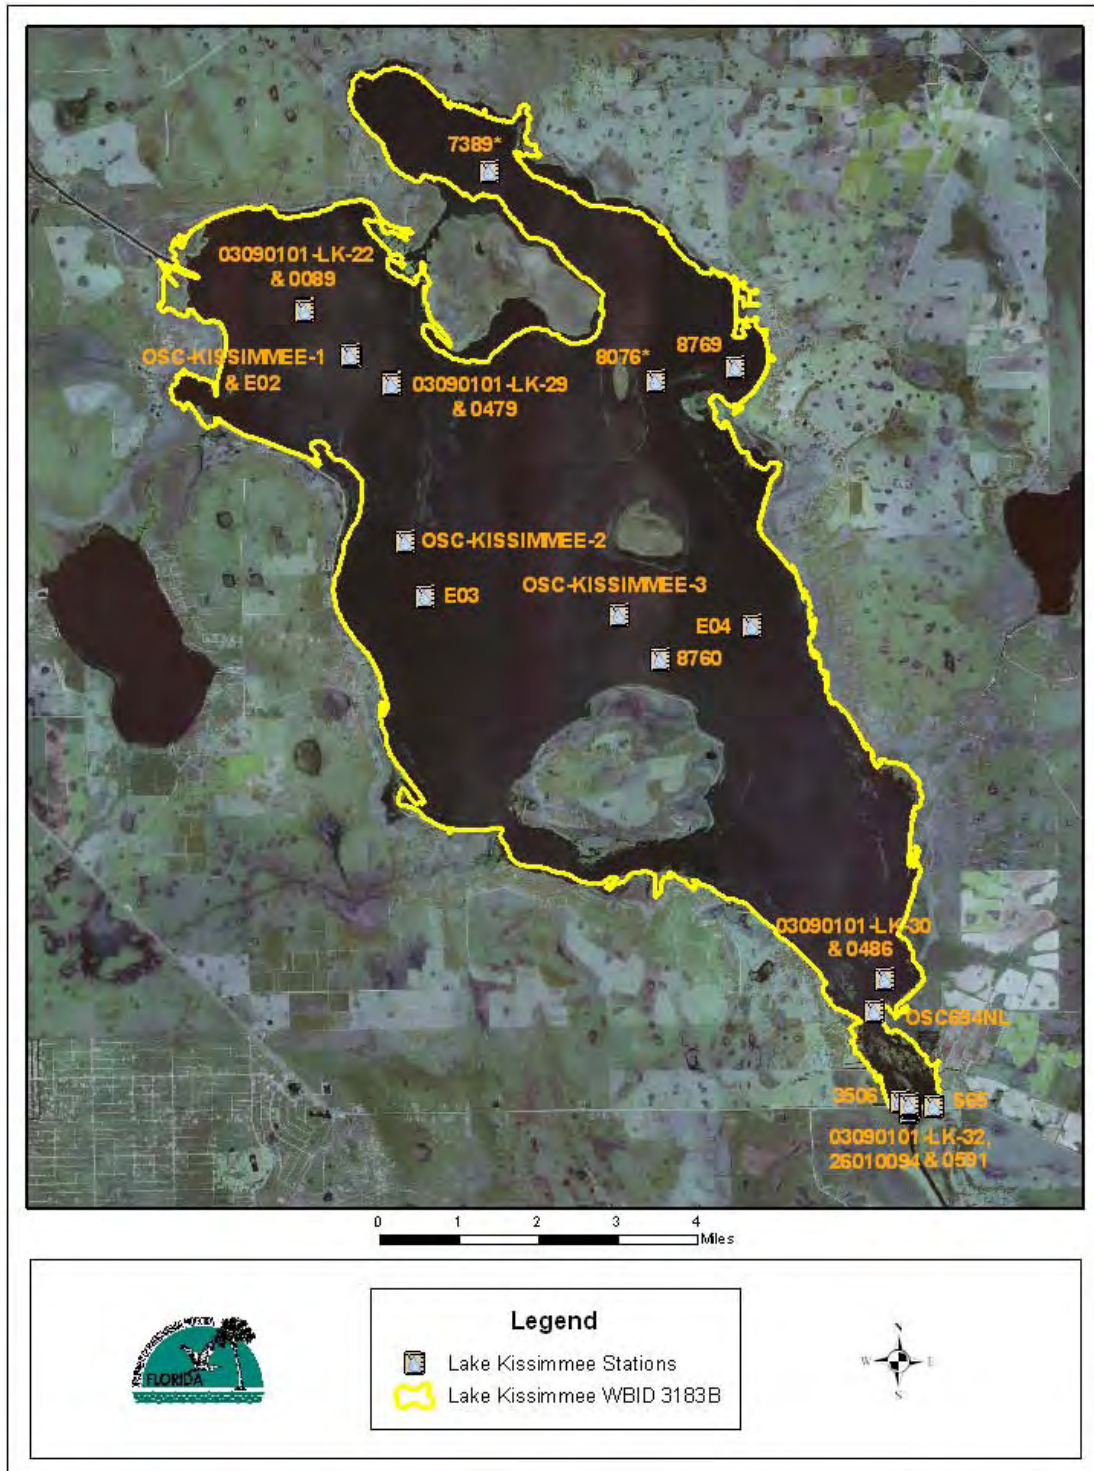 7389*
03090101-LK-22
& 0089
OSC-KISSIMMEE-1
& E02
03090101-LK-29
& 0479
8076*
8769
OSC-KISSIMMEE-2
E03
OSC-KISSIMMEE-3
E04
8760
03090101-LK-30
& 0486
OSC684NL
3506
S65
03090101-LK-32,
26010094 & 0591
0 1 2 3 4
Miles
FLORIDA
Legend
Lake Kissimmee Stations
Lake Kissimmee WBID 3183B
N
W E
S